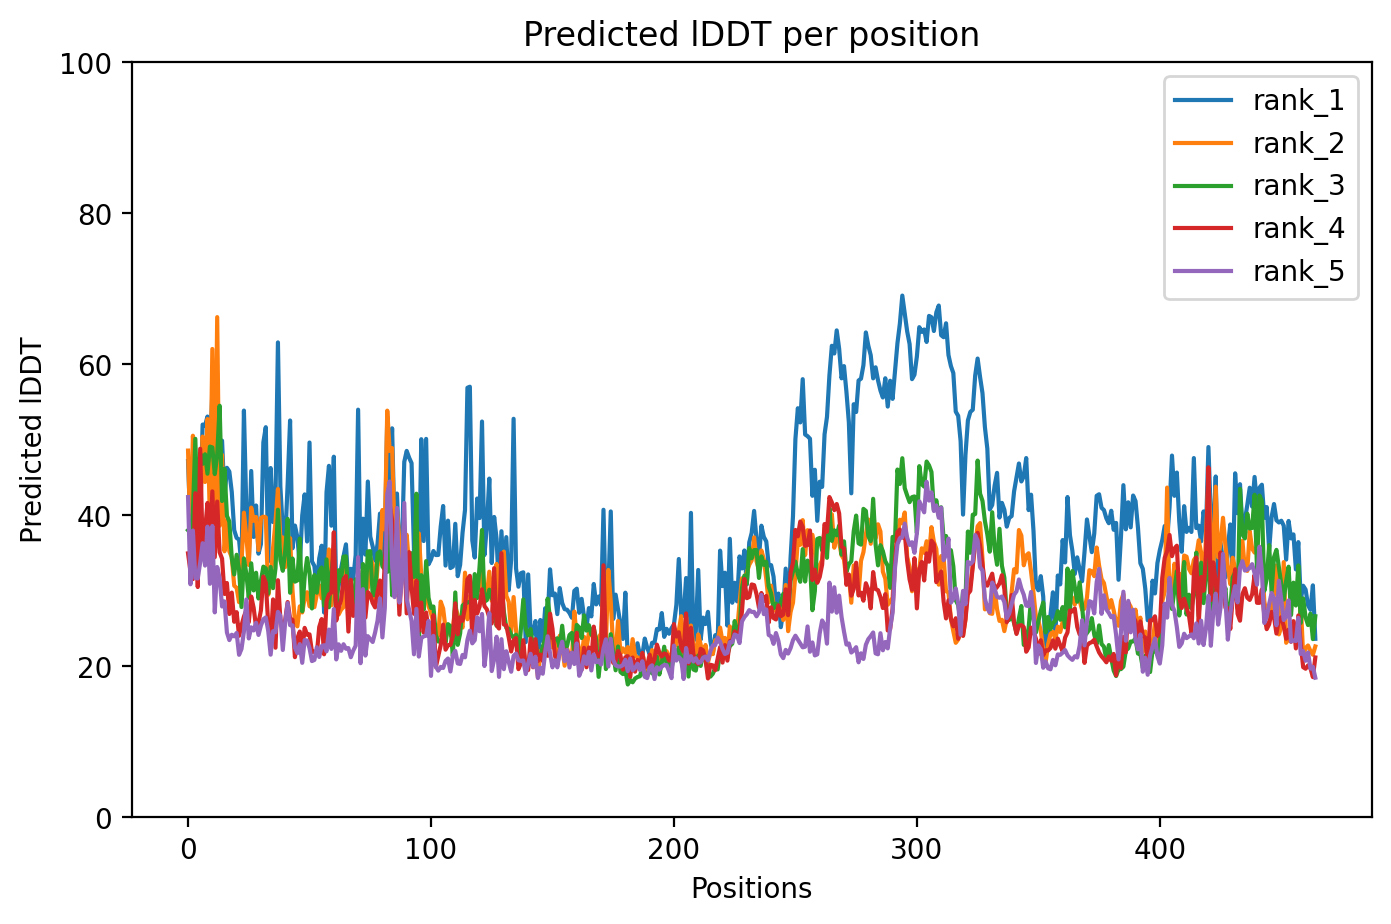 Predicted lDDT per position
100
80
60
40
20
0
Predicted lDDT
0 100 200 300 400
Positions
rank_1
rank_2
rank_3
rank_4
rank_5